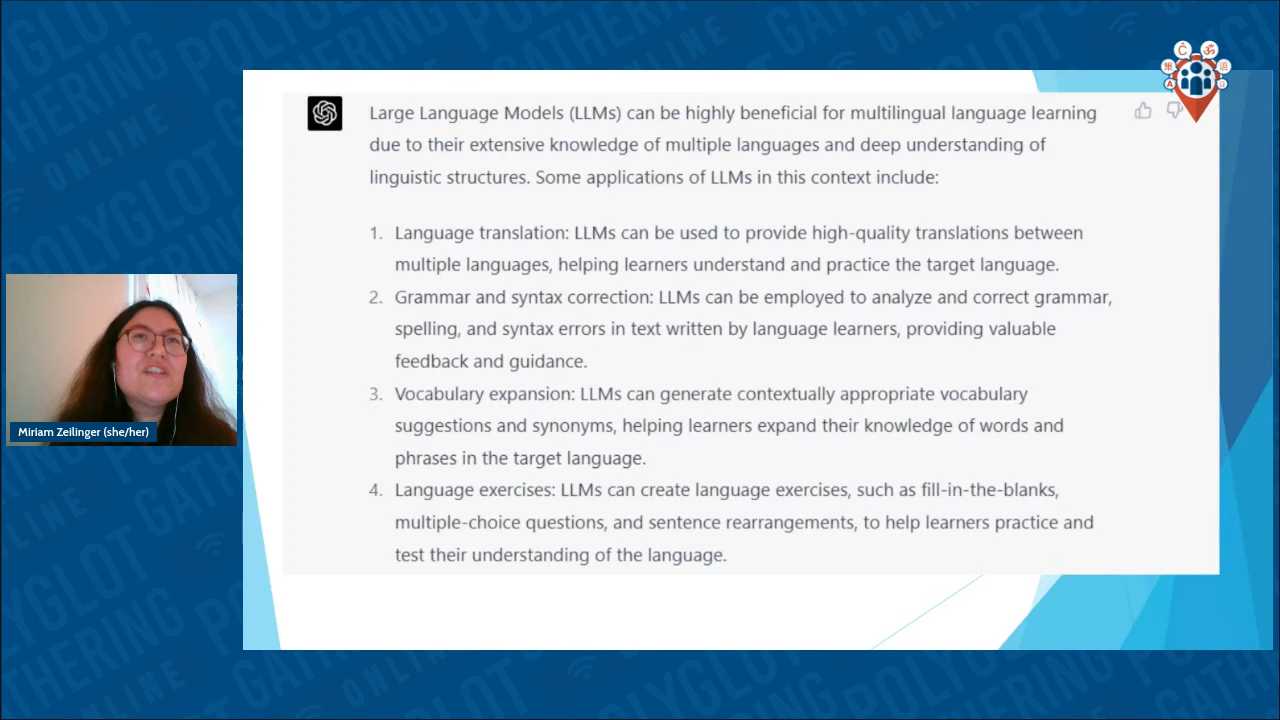 POLYGLOT
GATHERING
ONLINE
Large Language Models (LLMs) can be highly beneficial for multilingual language learning
due to their extensive knowledge of multiple languages and deep understanding of
linguistic structures. Some applications of LLMs in this context include:
1. Language translation: LLMs can be used to provide high-quality translations between
multiple languages, helping learners understand and practice the target language.
2. Grammar and syntax correction: LLMs can be employed to analyze and correct grammar,
spelling, and syntax errors in text written by language learners, providing valuable
feedback and guidance.
3. Vocabulary expansion: LLMs can generate contextually appropriate vocabulary
suggestions and synonyms, helping learners expand their knowledge of words and
phrases in the target language.
4. Language exercises: LLMs can create language exercises, such as fill-in-the-blanks,
multiple-choice questions, and sentence rearrangements, to help learners practice and
test their understanding of the language.
Miriam Zeilinger (she/her)